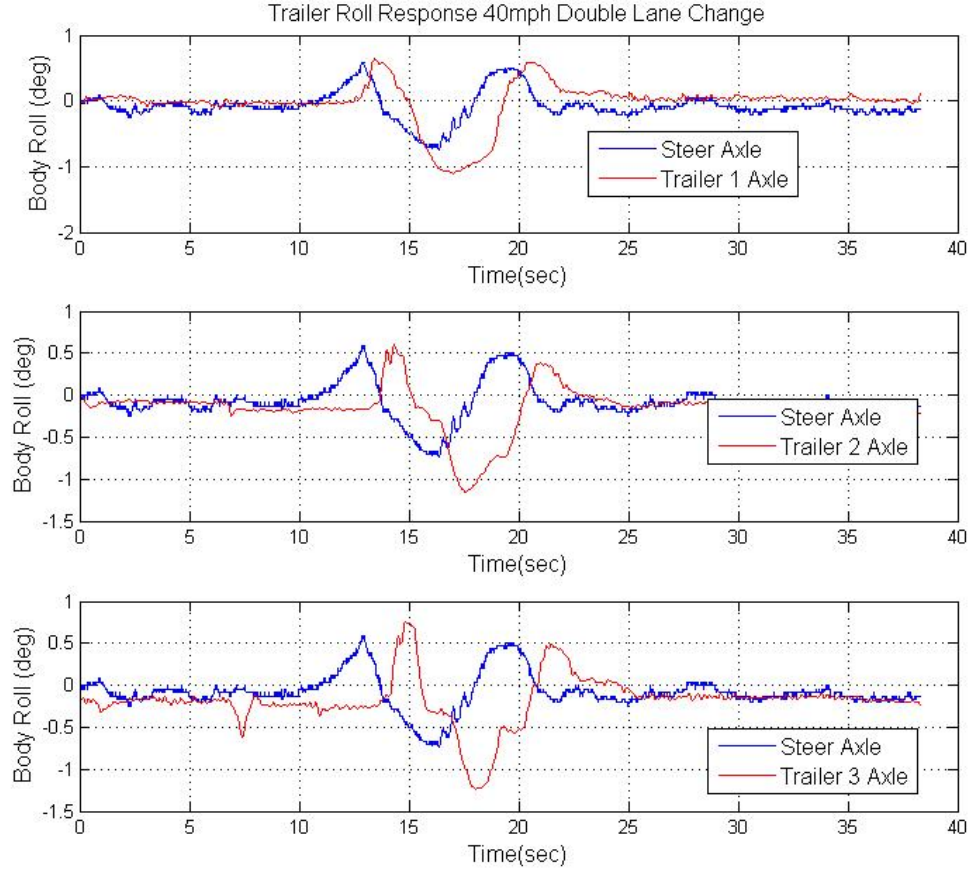 Trailer Roll Response 40mph Double Lane Change
Body Roll (deg)
1
0
-1
-2
Steer Axle
Trailer 1 Axle
0 5 10 15 20 25 30 35 40
Time(sec)
Body Roll (deg)
1
0.5
0
-0.5
-1
-1.5
Steer Axle
Trailer 2 Axle
0 5 10 15 20 25 30 35 40
Time(sec)
Body Roll (deg)
1
0.5
0
-0.5
-1
-1.5
Steer Axle
Trailer 3 Axle
0 5 10 15 20 25 30 35 40
Time(sec)